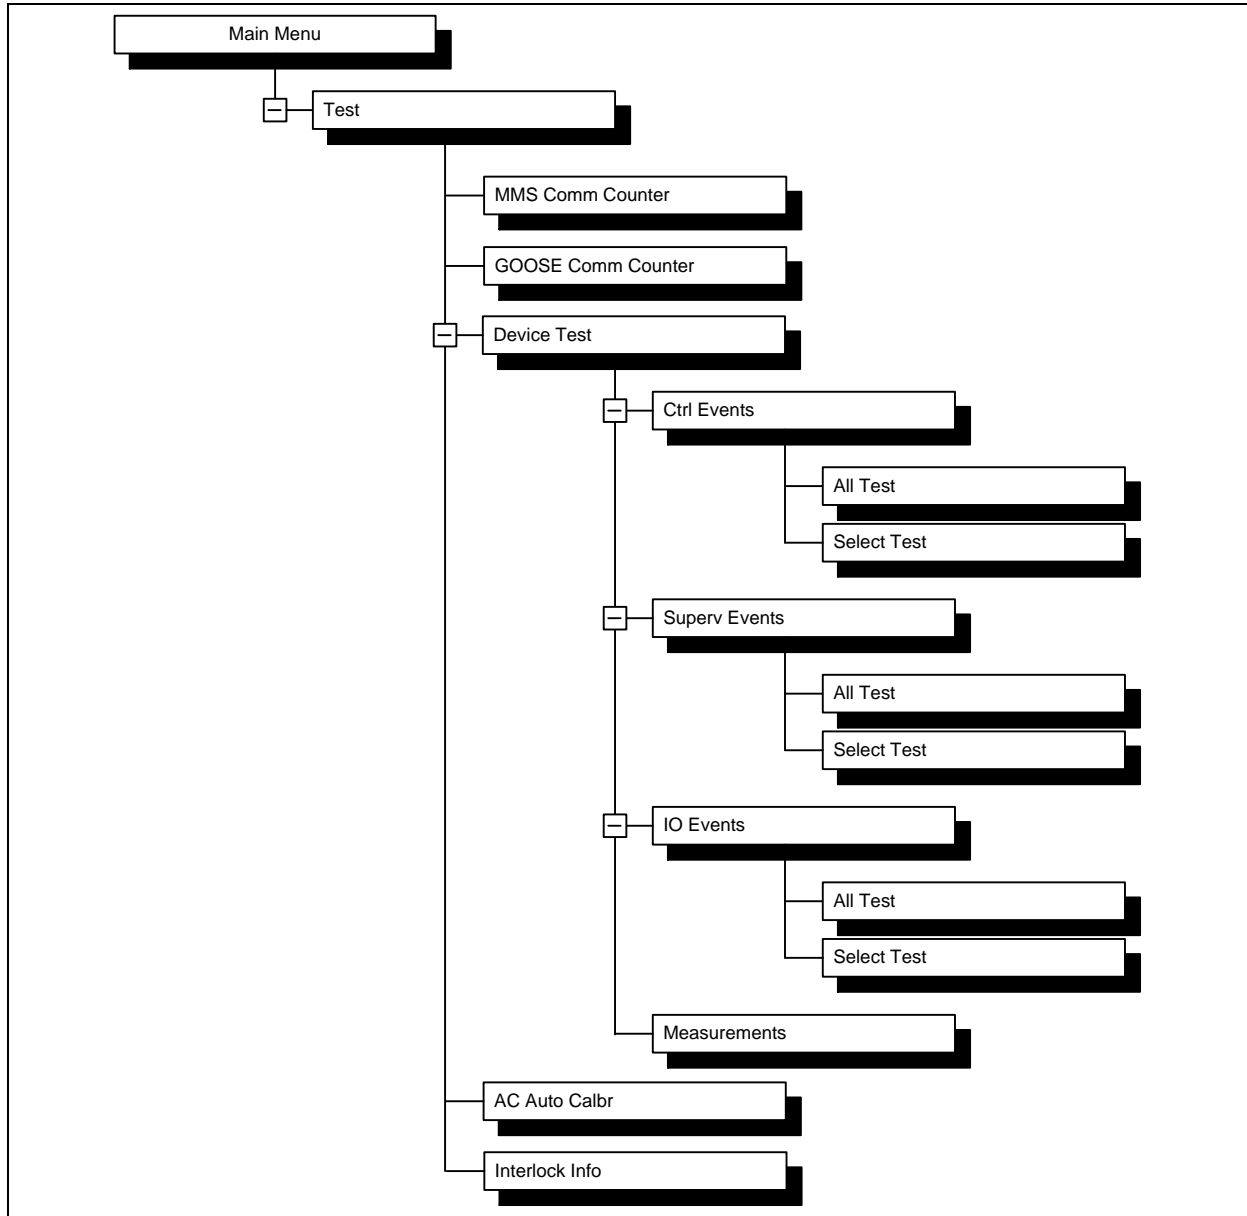 Main Menu
Test
MMS Comm Counter
GOOSE Comm Counter
Device Test
Ctrl Events
All Test
Select Test
Superv Events
All Test
Select Test
IO Events
All Test
Select Test
Measurements
AC Auto Calbr
Interlock Info